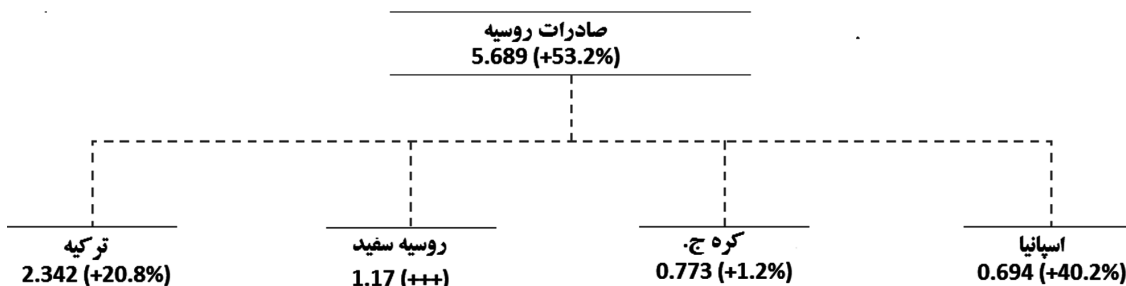 صادرات روسیه
5.689 (+53.2%)
ترکیه
2.342 (+20.8%)
روسیه سفید
1.17 (+++)
کره ج.
0.773 (+1.2%)
اسپانیا
0.694 (+40.2%)